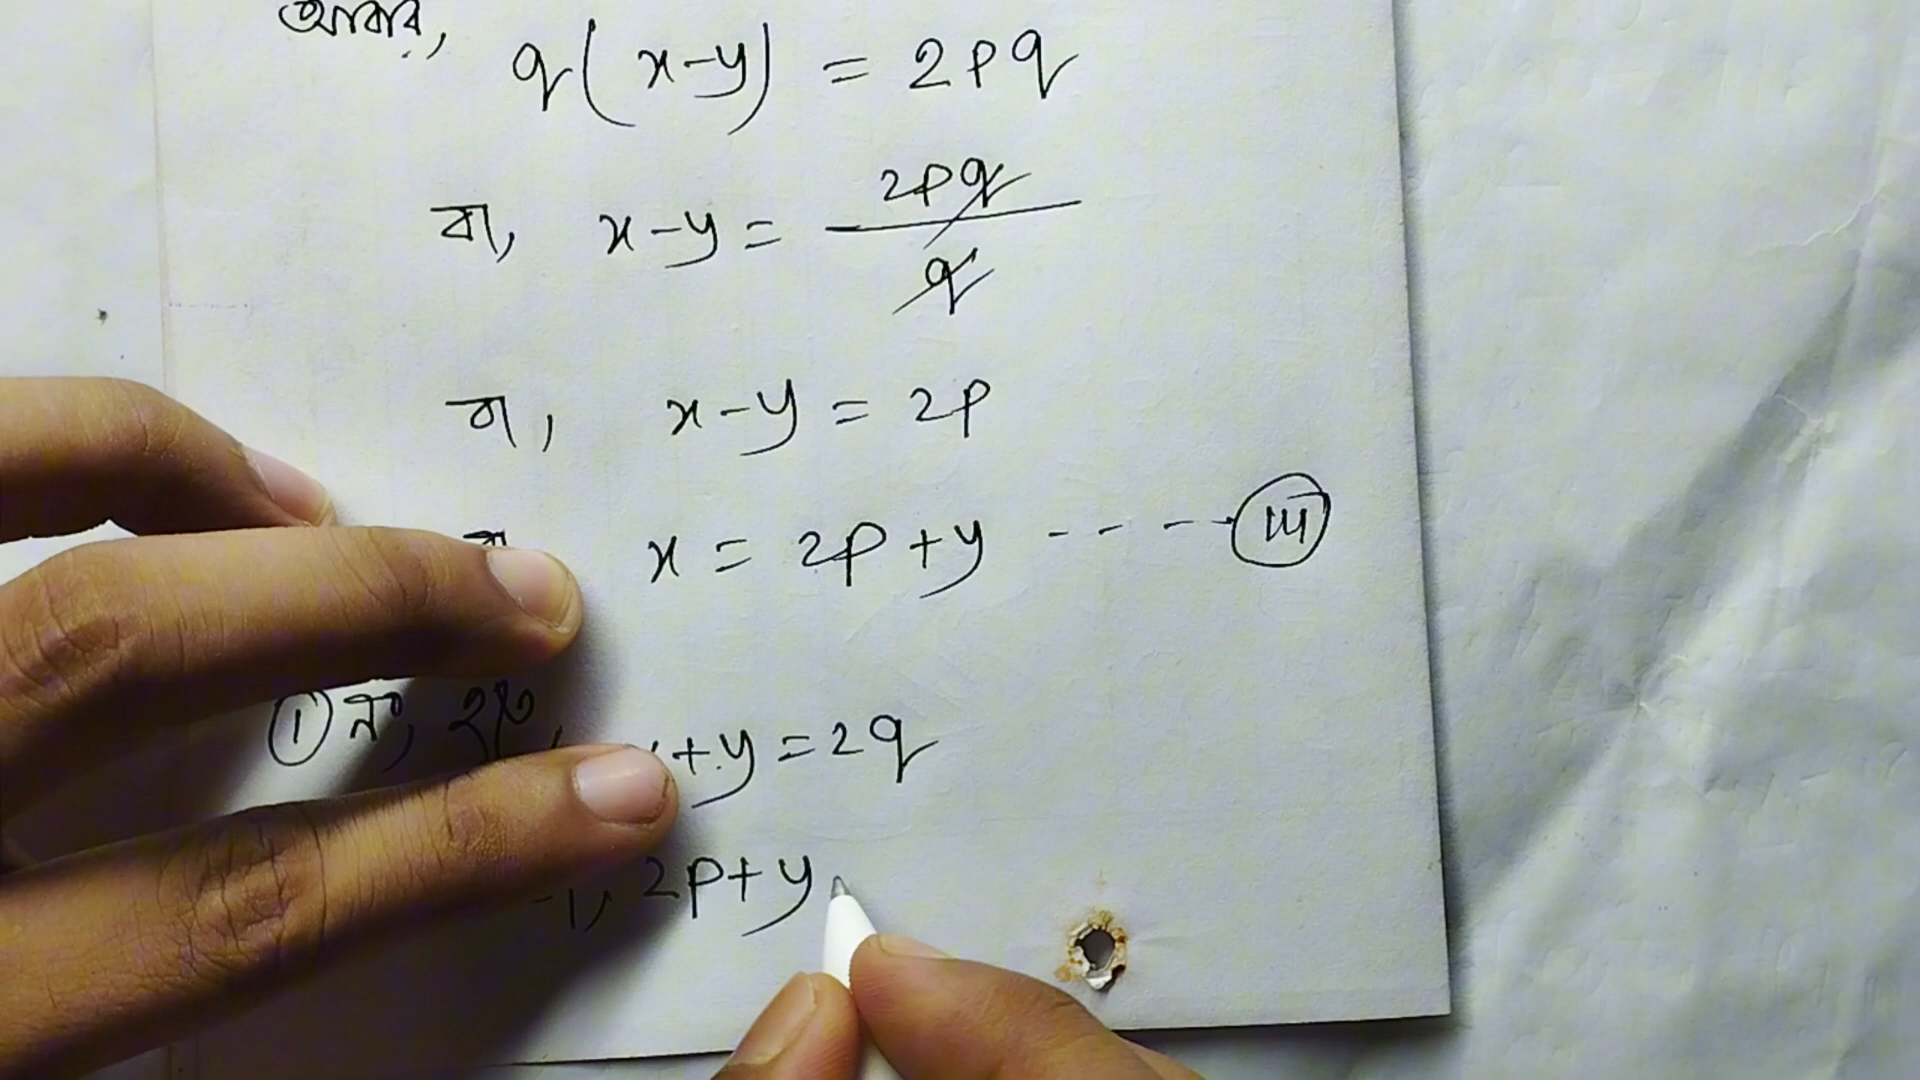 আবার,
q(x-y) = 2pq
বা, x-y = 2pq/q
বা, x-y = 2p
x = 2p+y ---- (iii)
(i) নং হতে, +y = 2q
2p+y